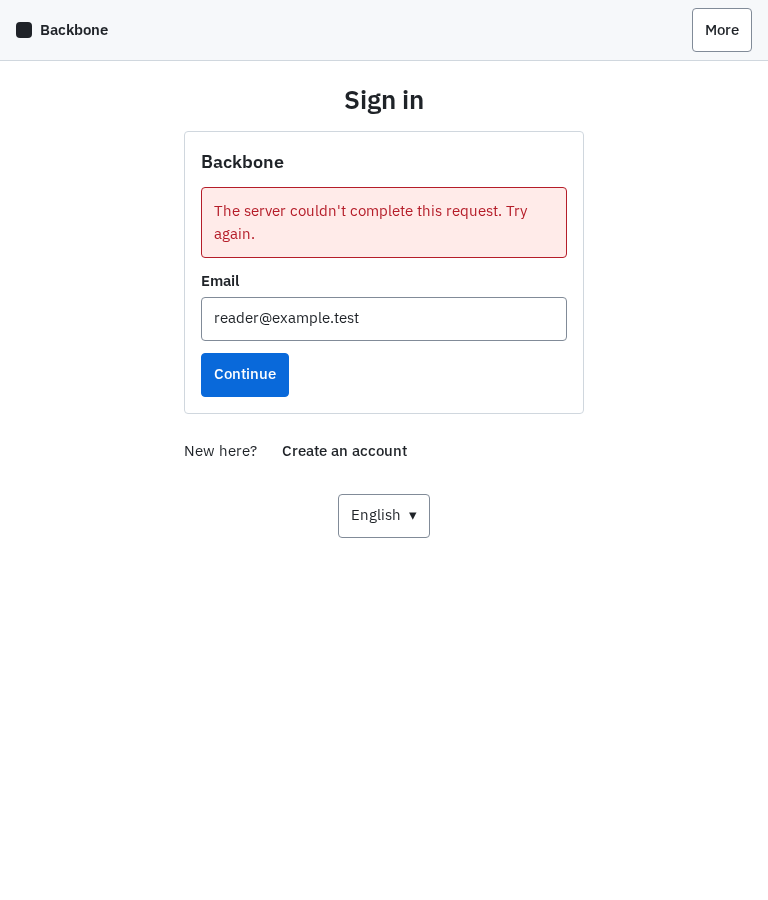 Backbone
More
Sign in
Backbone
The server couldn't complete this request. Try
again.
Email
reader@example.test
Continue
New here? Create an account
English ▾